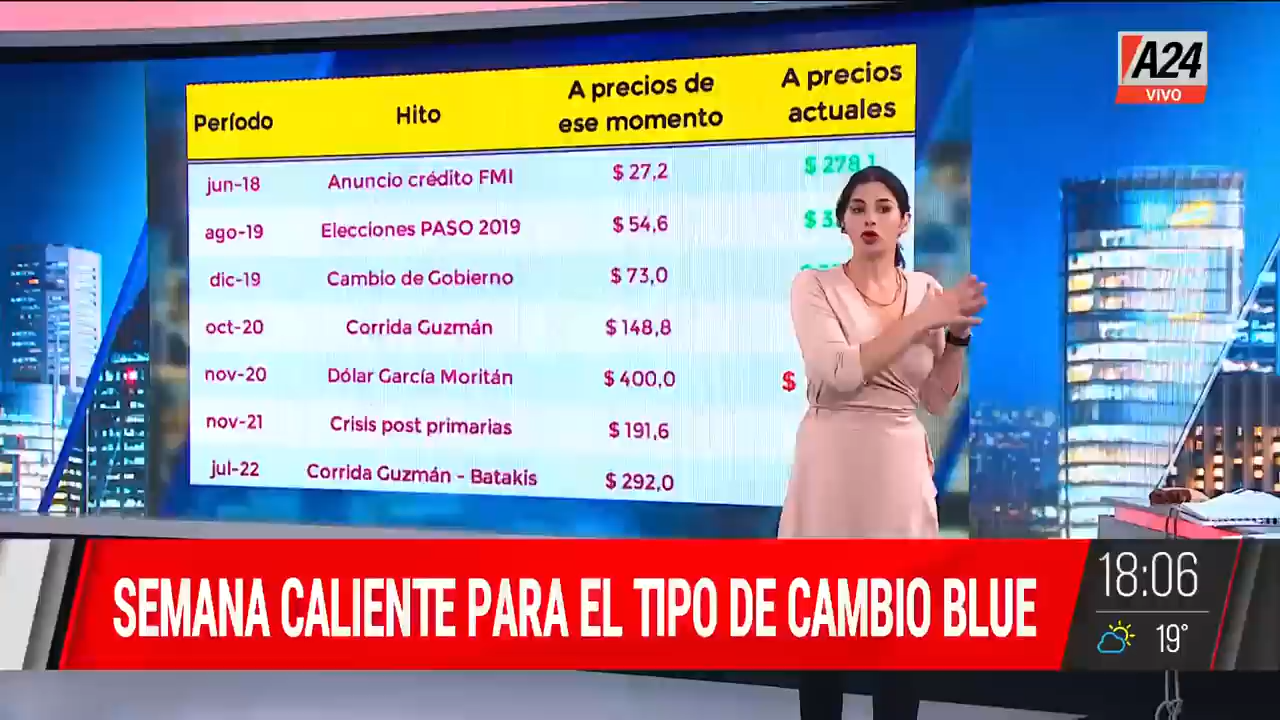 A24
VIVO
Período Hito A precios de ese momento A precios actuales
jun-18 Anuncio crédito FMI $ 27,2 $ 278,1
ago-19 Elecciones PASO 2019 $ 54,6
dic-19 Cambio de Gobierno $ 73,0
oct-20 Corrida Guzmán $ 148,8
nov-20 Dólar García Moritán $ 400,0 $
nov-21 Crisis post primarias $ 191,6
jul-22 Corrida Guzmán - Batakis $ 292,0
SEMANA CALIENTE PARA EL TIPO DE CAMBIO BLUE
18:06
19°